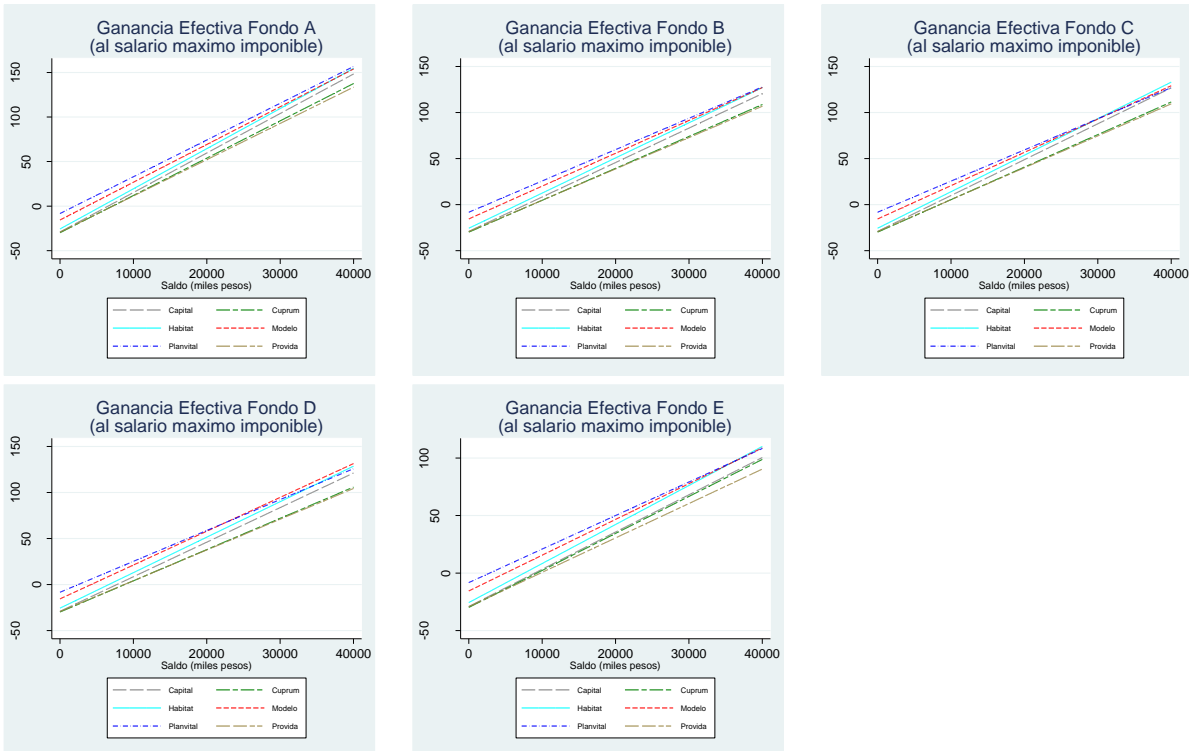 Ganancia Efectiva Fondo A
(al salario maximo imponible)
150
100
50
0
-50
0 10000 20000 30000 40000
Saldo (miles pesos)
Capital Cuprum
Habitat Modelo
Planvital Provida
Ganancia Efectiva Fondo B
(al salario maximo imponible)
150
100
50
0
-50
0 10000 20000 30000 40000
Saldo (miles pesos)
Capital Cuprum
Habitat Modelo
Planvital Provida
Ganancia Efectiva Fondo C
(al salario maximo imponible)
150
100
50
0
-50
0 10000 20000 30000 40000
Saldo (miles pesos)
Capital Cuprum
Habitat Modelo
Planvital Provida
Ganancia Efectiva Fondo D
(al salario maximo imponible)
150
100
50
0
-50
0 10000 20000 30000 40000
Saldo (miles pesos)
Capital Cuprum
Habitat Modelo
Planvital Provida
Ganancia Efectiva Fondo E
(al salario maximo imponible)
100
50
0
-50
0 10000 20000 30000 40000
Saldo (miles pesos)
Capital Cuprum
Habitat Modelo
Planvital Provida